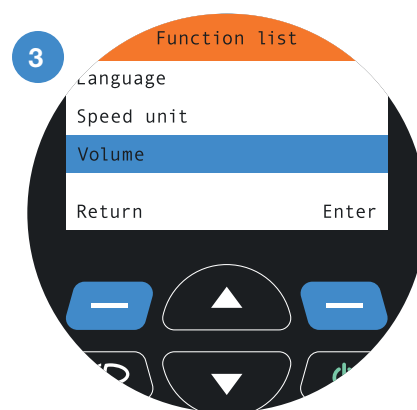 3
Function list
Language
Speed unit
Volume
Return Enter